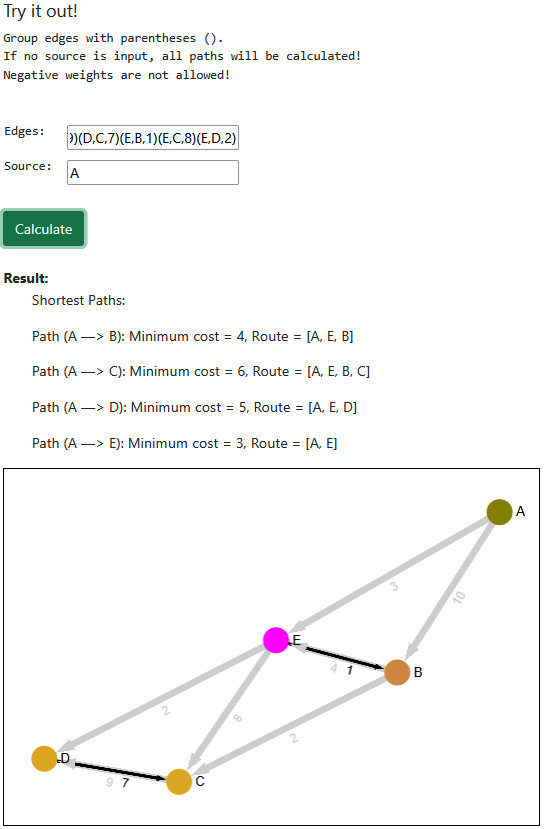 Try it out!
Group edges with parentheses ().
If no source is input, all paths will be calculated!
Negative weights are not allowed!
Edges: )(D,C,7)(E,B,1)(E,C,8)(E,D,2)
Source: A
Calculate
Result:
Shortest Paths:
Path (A —> B): Minimum cost = 4, Route = [A, E, B]
Path (A —> C): Minimum cost = 6, Route = [A, E, B, C]
Path (A —> D): Minimum cost = 5, Route = [A, E, D]
Path (A —> E): Minimum cost = 3, Route = [A, E]
A
3
10
E
4 1
B
2
8
2
D
9 7
C